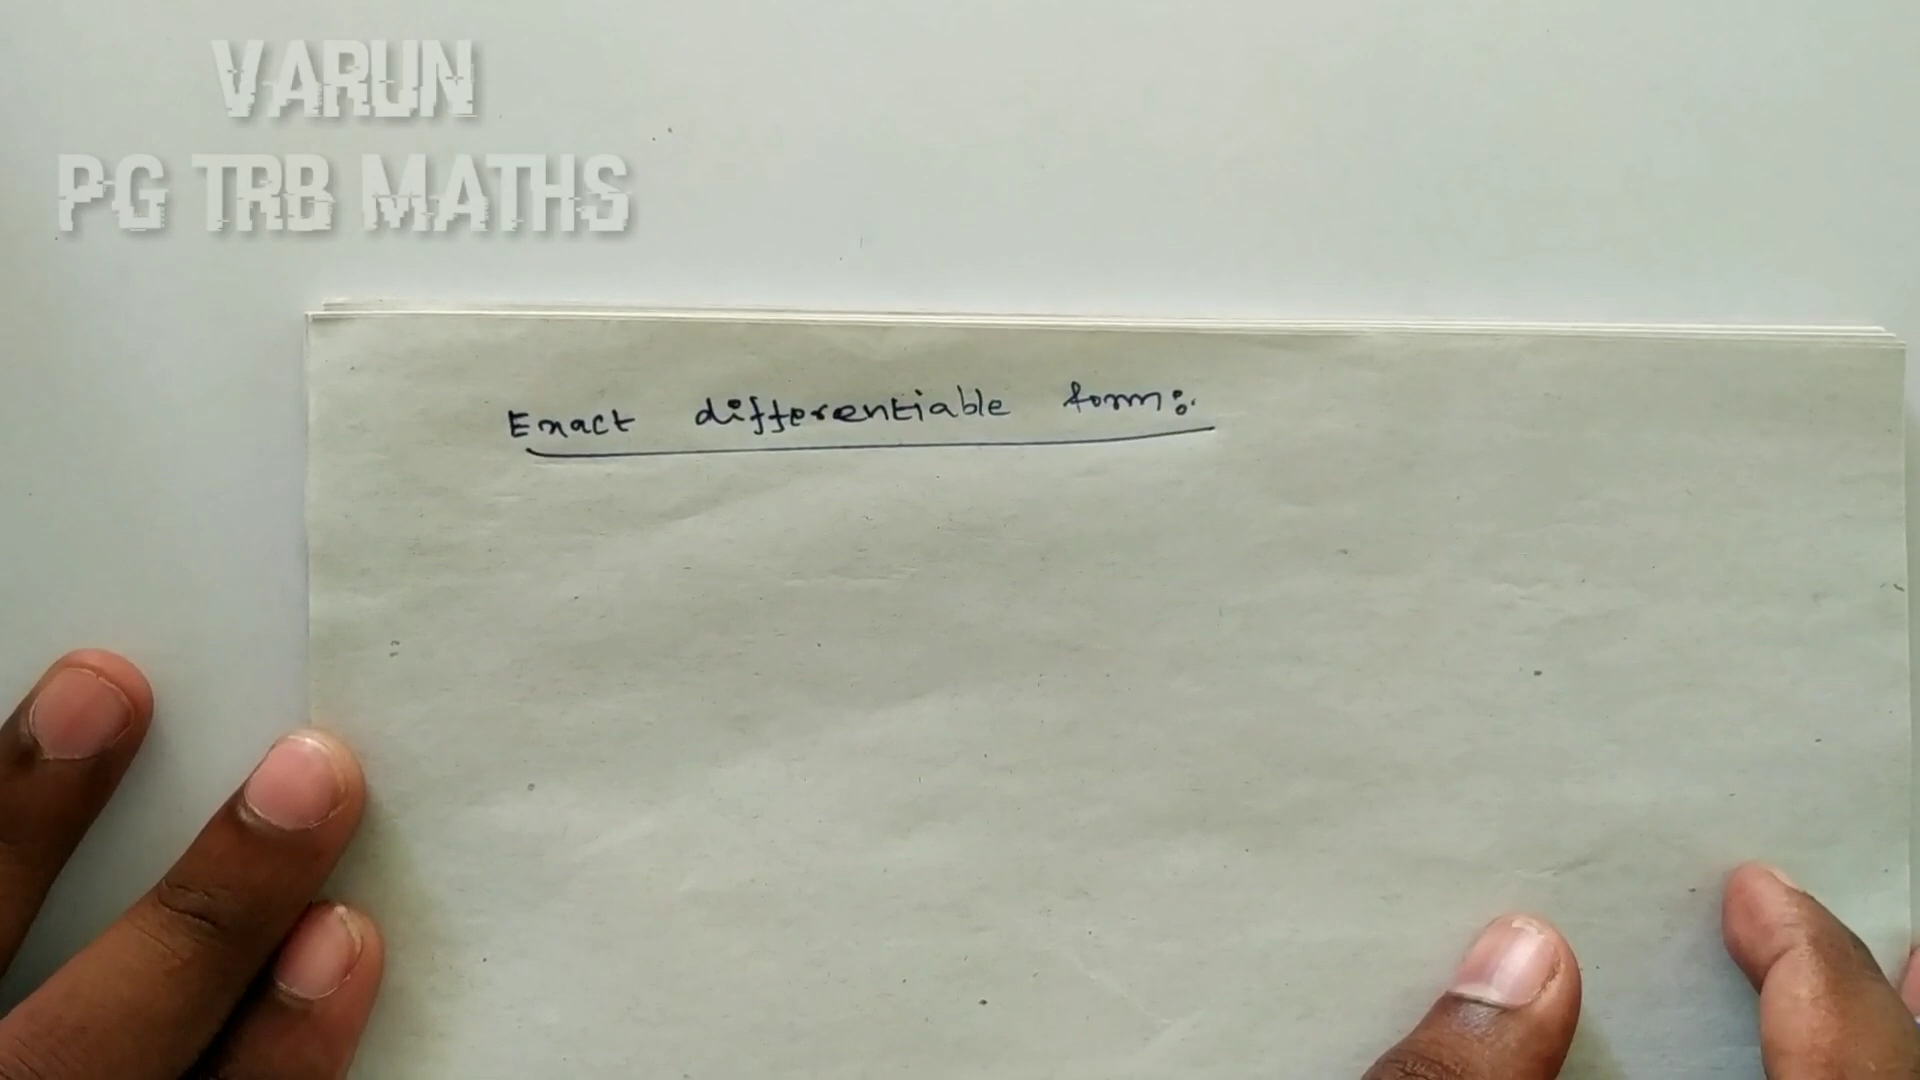 VARUN
PG TRB MATHS
Exact differentiable form: